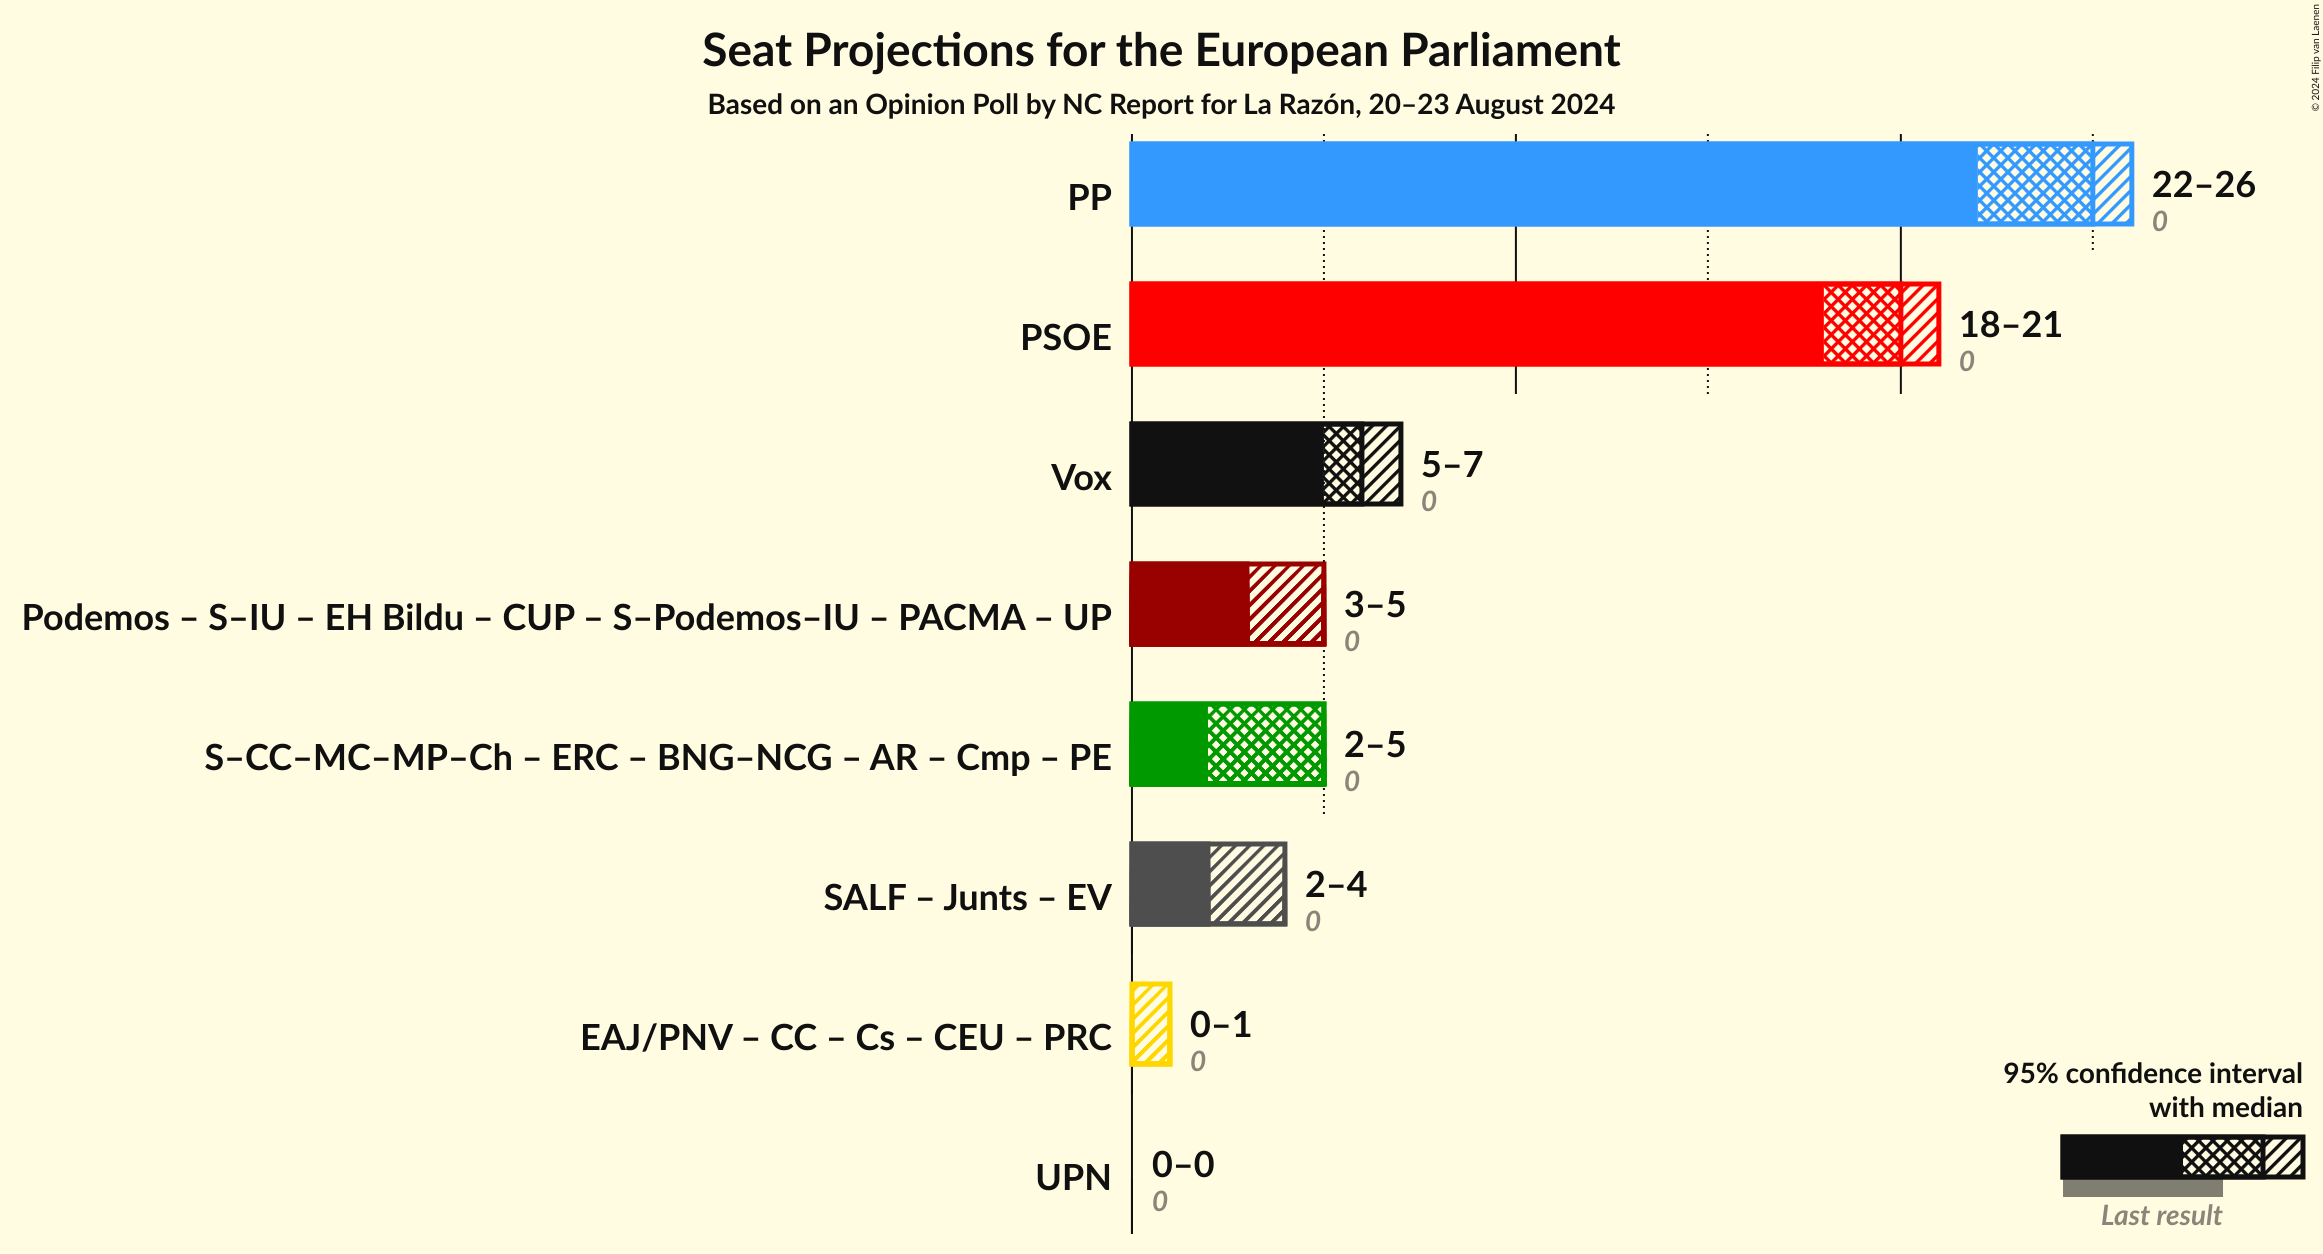 Seat Projections for the European Parliament
Based on an Opinion Poll by NC Report for La Razón, 20–23 August 2024
© 2024 Filip van Laenen
PP
22–26
0
PSOE
18–21
0
Vox
5–7
0
Podemos – S–IU – EH Bildu – CUP – S–Podemos–IU – PACMA – UP
3–5
0
S–CC–MC–MP–Ch – ERC – BNG–NCG – AR – Cmp – PE
2–5
0
SALF – Junts – EV
2–4
0
EAJ/PNV – CC – Cs – CEU – PRC
0–1
0
UPN
0–0
0
95% confidence interval
with median
Last result